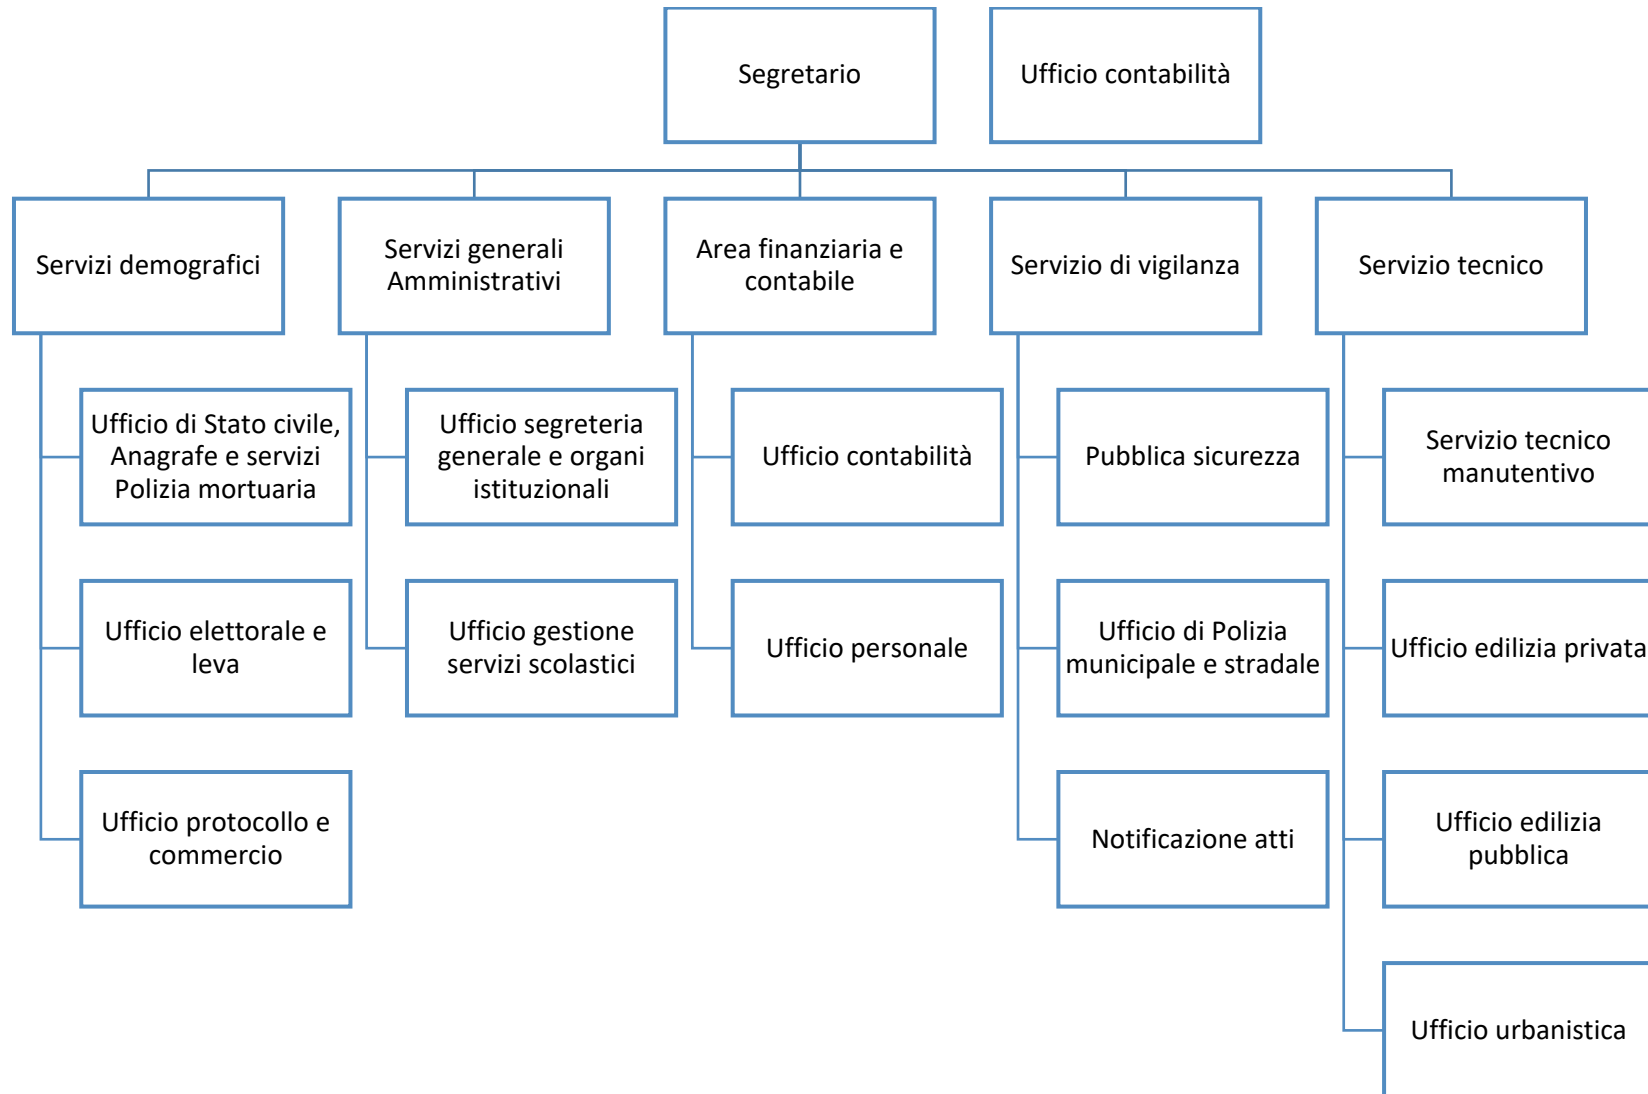 Segretario
Ufficio contabilità
Servizi demografici
Servizi generali
Amministrativi
Area finanziaria e
contabile
Servizio di vigilanza
Servizio tecnico
Ufficio di Stato civile,
Anagrafe e servizi
Polizia mortuaria
Ufficio segreteria
generale e organi
istituzionali
Ufficio contabilità
Pubblica sicurezza
Servizio tecnico
manutentivo
Ufficio elettorale e
leva
Ufficio gestione
servizi scolastici
Ufficio personale
Ufficio di Polizia
municipale e stradale
Ufficio edilizia privata
Ufficio protocollo e
commercio
Notificazione atti
Ufficio edilizia
pubblica
Ufficio urbanistica